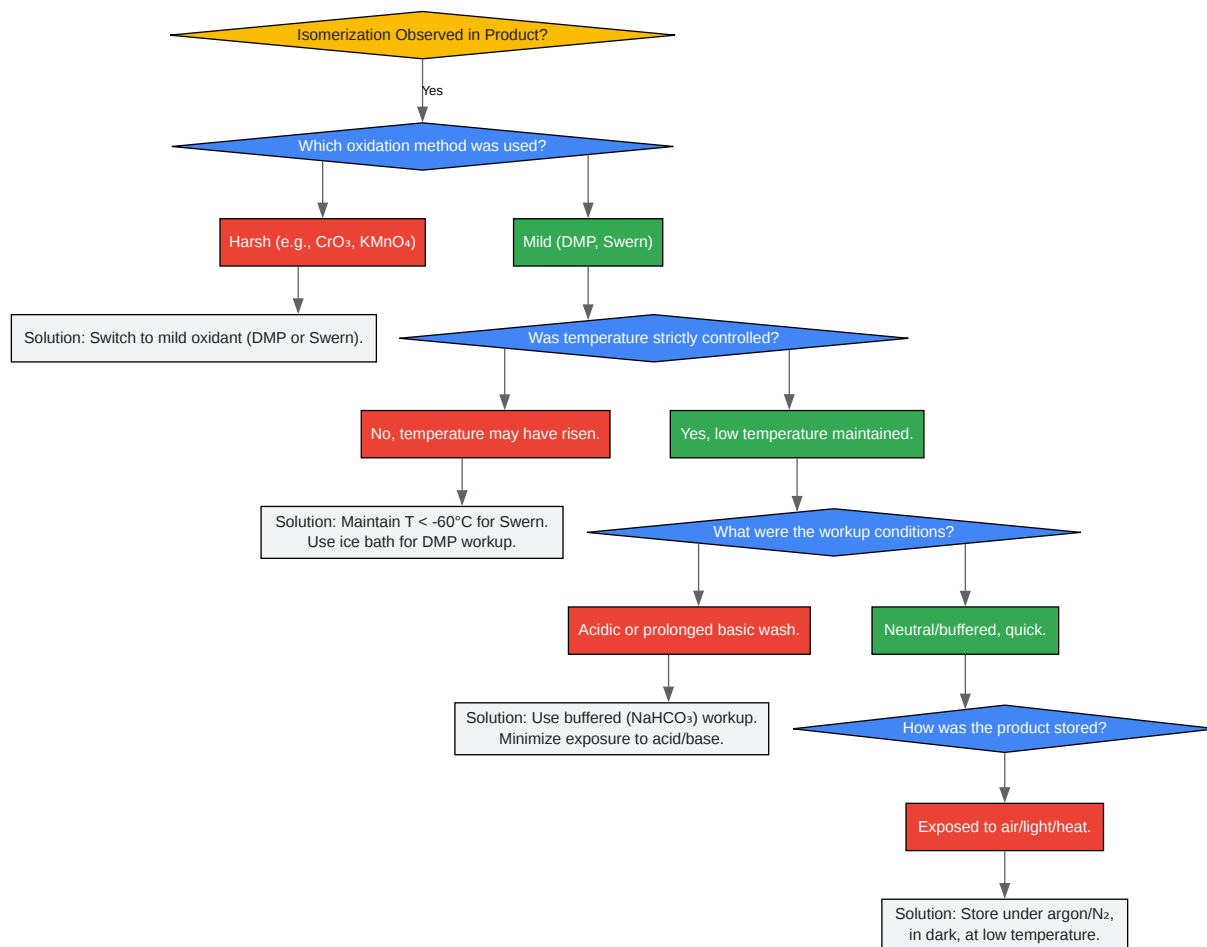 Isomerization Observed in Product?
Yes
Which oxidation method was used?
Harsh (e.g., CrO₃, KMnO₄)
Mild (DMP, Swern)
Solution: Switch to mild oxidant (DMP or Swern).
Was temperature strictly controlled?
No, temperature may have risen.
Yes, low temperature maintained.
Solution: Maintain T < -60°C for Swern.
Use ice bath for DMP workup.
What were the workup conditions?
Acidic or prolonged basic wash.
Neutral/buffered, quick.
Solution: Use buffered (NaHCO₃) workup.
Minimize exposure to acid/base.
How was the product stored?
Exposed to air/light/heat.
Solution: Store under argon/N₂,
in dark, at low temperature.